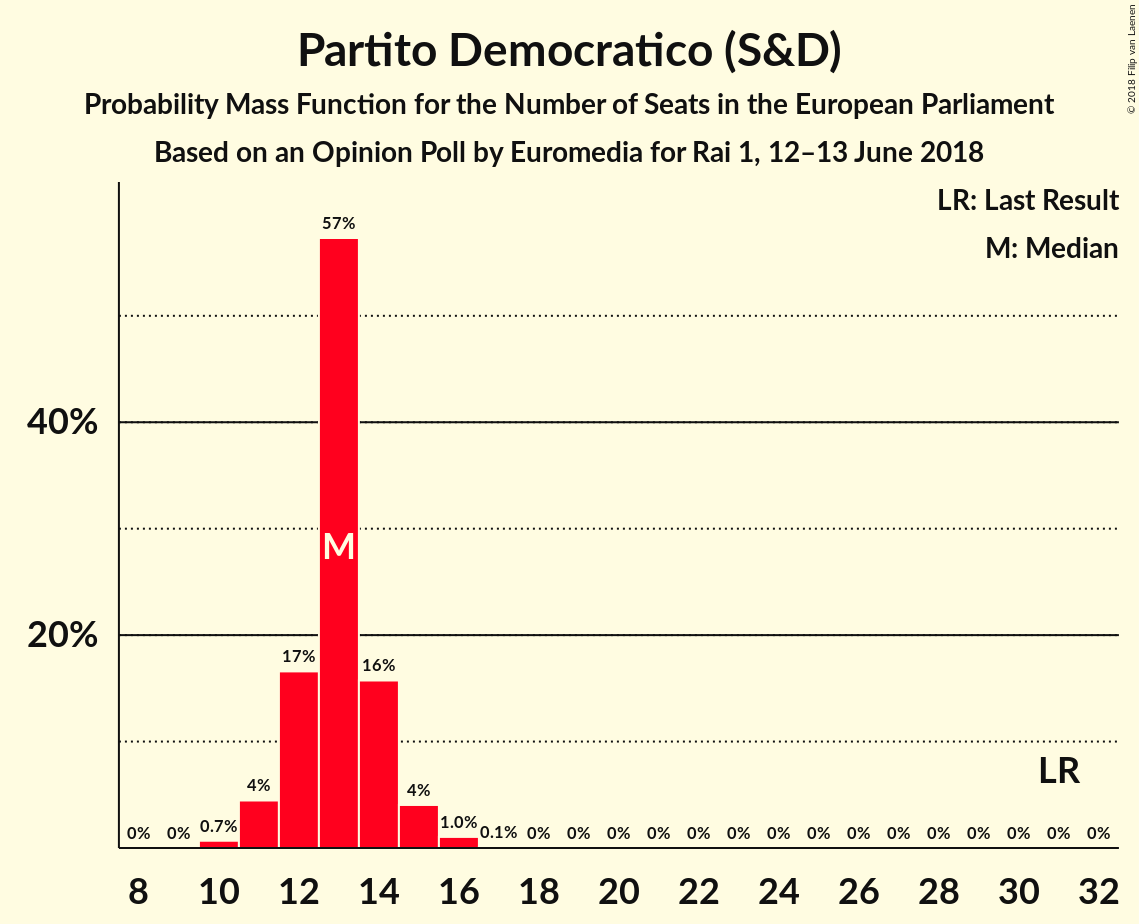 Partito Democratico (S&D)
Probability Mass Function for the Number of Seats in the European Parliament
Based on an Opinion Poll by Euromedia for Rai 1, 12–13 June 2018
© 2018 Filip van Laenen
LR: Last Result
M: Median
57%
40%
M
20%
17%
16%
LR
4%
4%
0% 0% 0.7% 1.0% 0.1% 0% 0% 0% 0% 0% 0% 0% 0% 0% 0% 0% 0% 0% 0% 0%
8 10 12 14 16 18 20 22 24 26 28 30 32